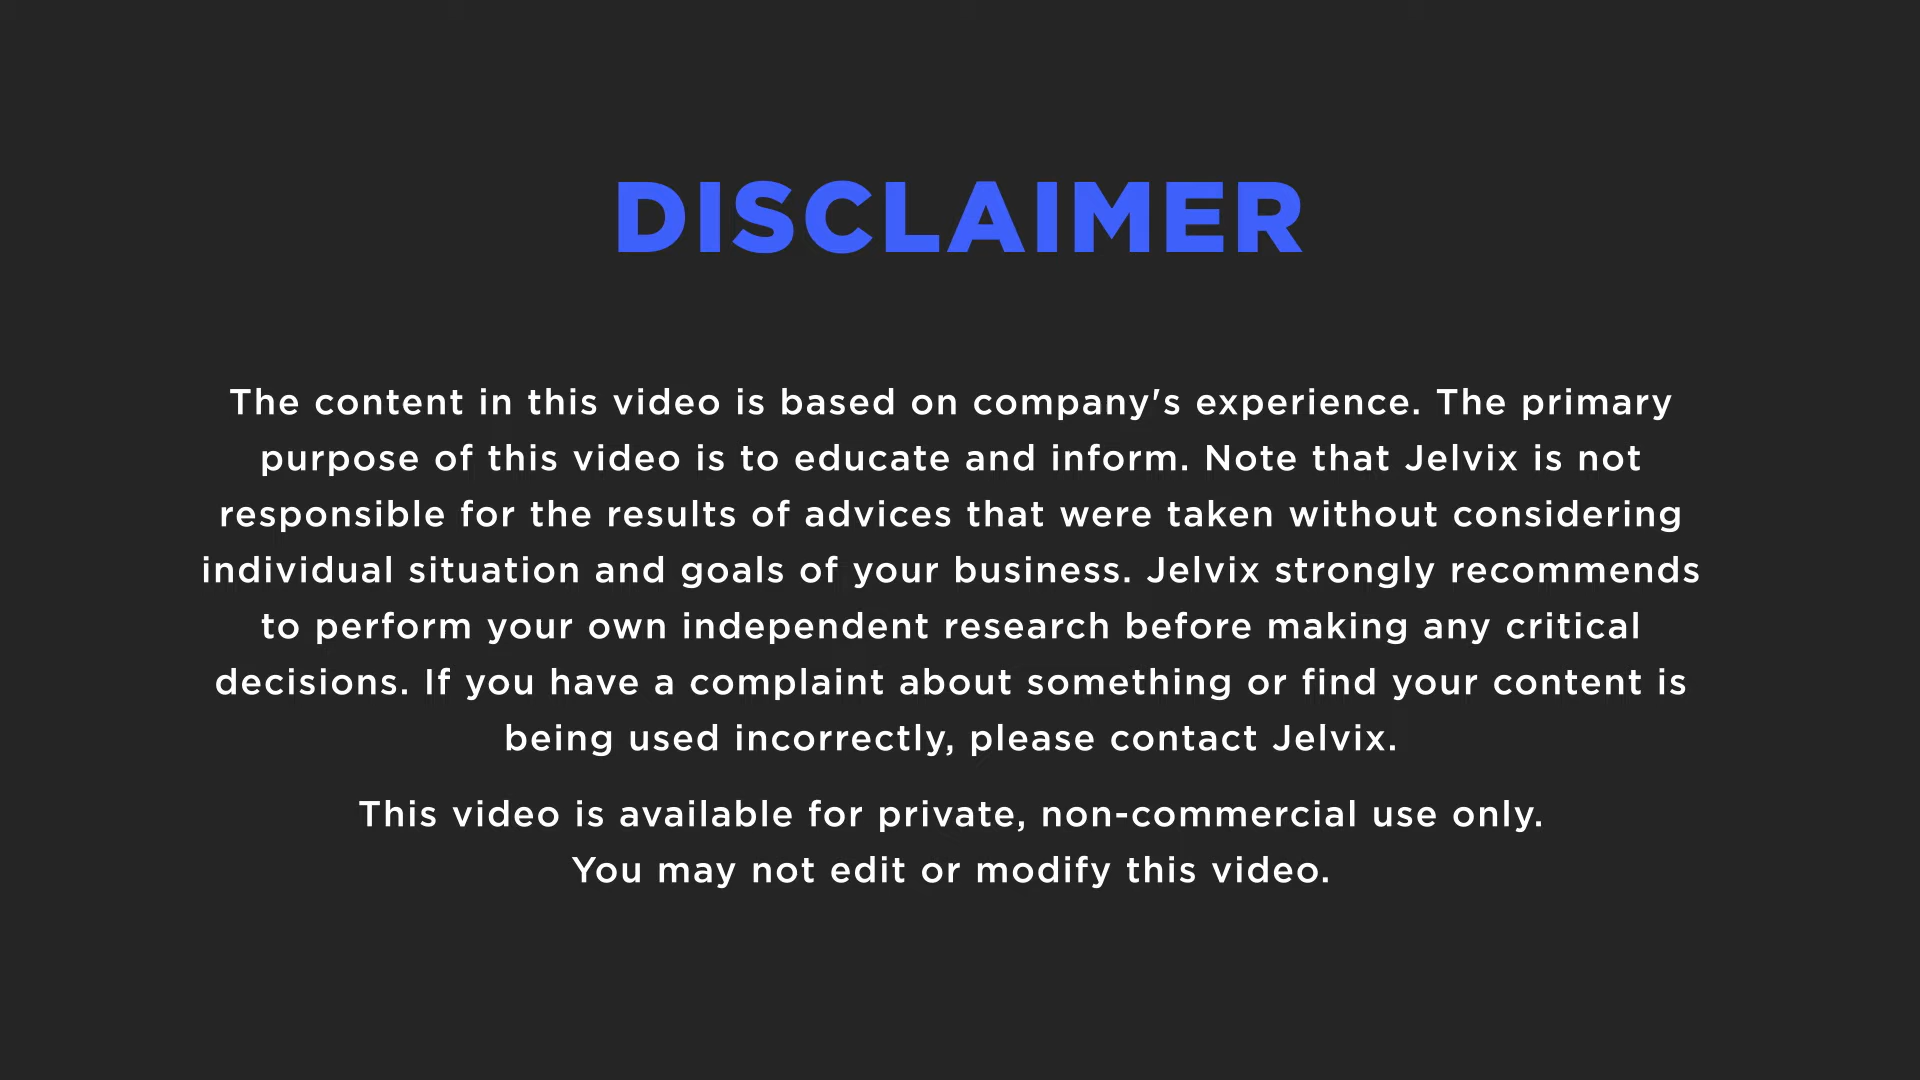 DISCLAIMER
The content in this video is based on company's experience. The primary
purpose of this video is to educate and inform. Note that Jelvix is not
responsible for the results of advices that were taken without considering
individual situation and goals of your business. Jelvix strongly recommends
to perform your own independent research before making any critical
decisions. If you have a complaint about something or find your content is
being used incorrectly, please contact Jelvix.
This video is available for private, non-commercial use only.
You may not edit or modify this video.